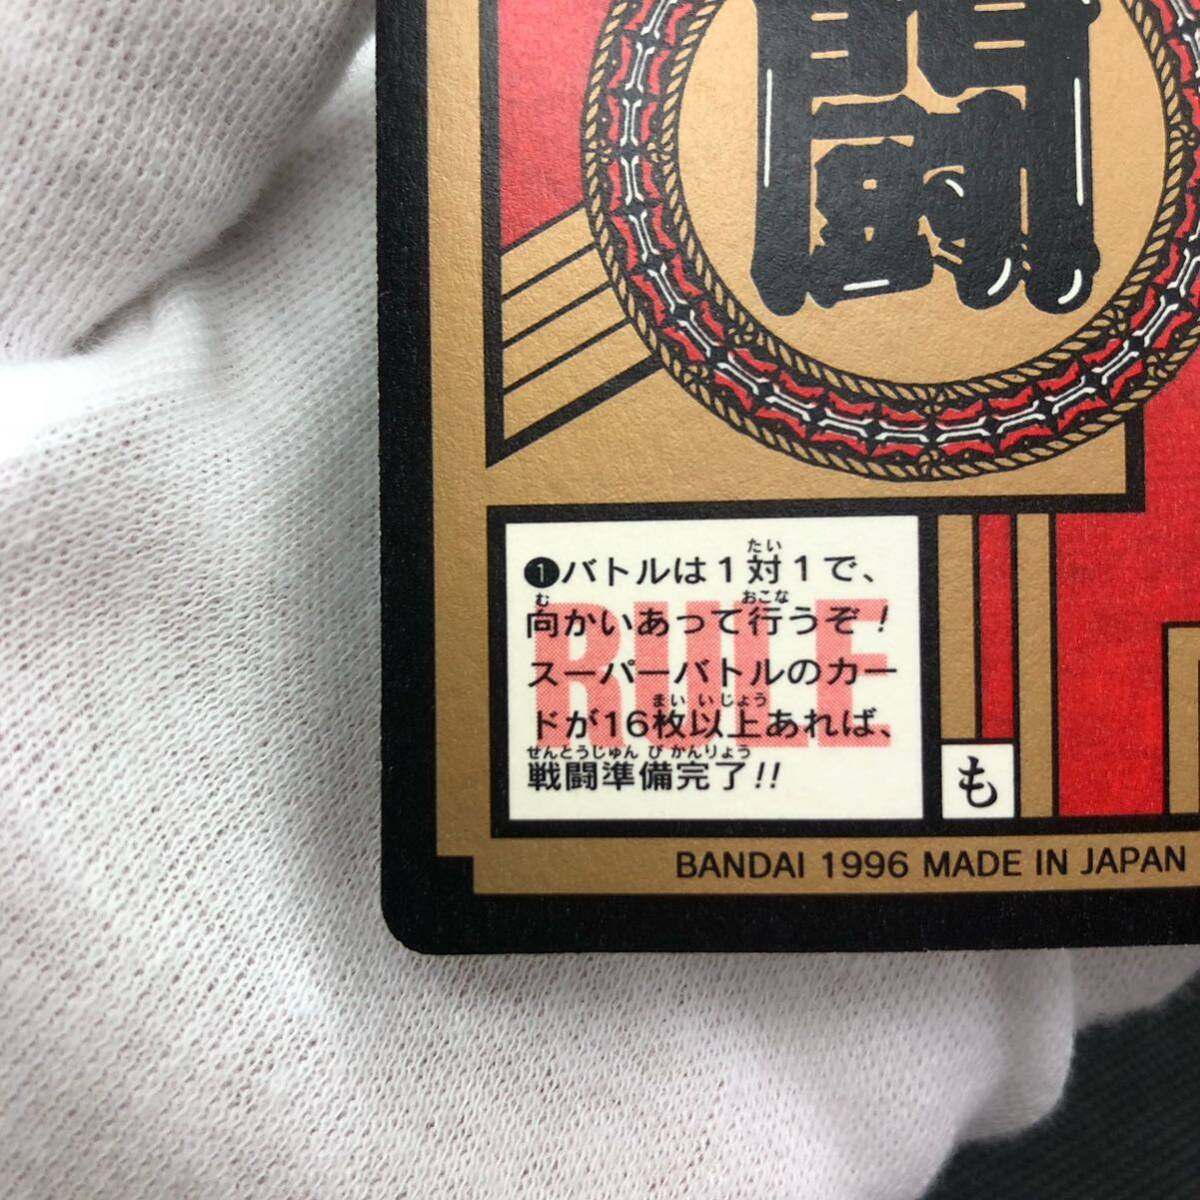 闘
❶バトルは1対1で、
向かいあって行うぞ!
スーパーバトルのカー
ドが16枚以上あれば、
戦闘準備完了!!
RULE
も
BANDAI 1996 MADE IN JAPAN